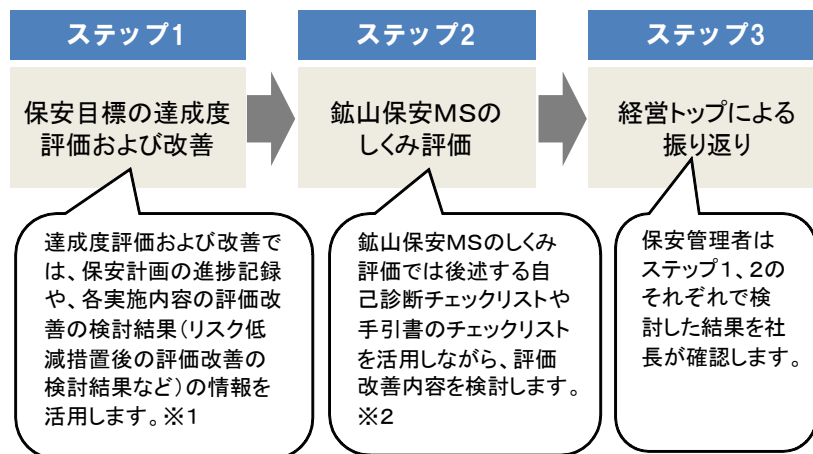 ステップ1
ステップ2
ステップ3
保安目標の達成度
評価および改善
鉱山保安ＭＳの
しくみ評価
経営トップによる
振り返り
達成度評価および改善で
は、保安計画の進捗記録
や、各実施内容の評価改
善の検討結果（リスク低
減措置後の評価改善の
検討結果など）の情報を
活用します。※１
鉱山保安ＭＳのしくみ
評価では後述する自
己診断チェックリストや
手引書のチェックリスト
を活用しながら、評価
改善内容を検討します。
※２
保安管理者は
ステップ１、２の
それぞれで検
討した結果を社
長が確認します。